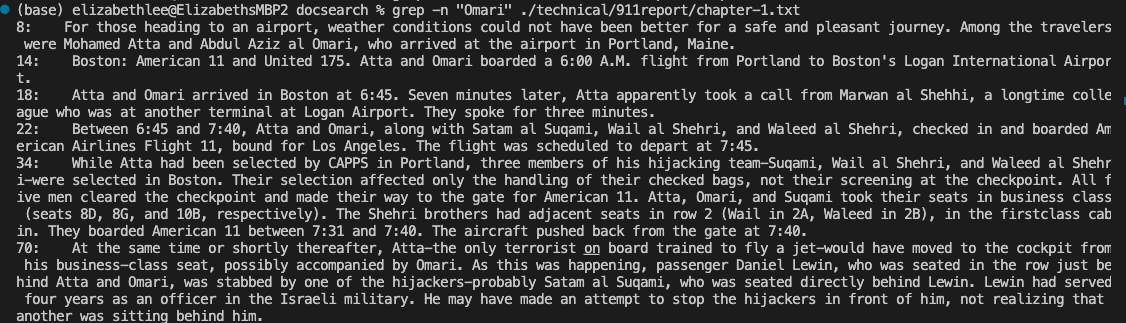 (base) elizabethlee@ElizabethsMBP2 docsearch % grep -n "Omari" ./technical/911report/chapter-1.txt
8:    For those heading to an airport, weather conditions could not have been better for a safe and pleasant journey. Among the travelers
 were Mohamed Atta and Abdul Aziz al Omari, who arrived at the airport in Portland, Maine.
14:    Boston: American 11 and United 175. Atta and Omari boarded a 6:00 A.M. flight from Portland to Boston's Logan International Airpor
t.
18:    Atta and Omari arrived in Boston at 6:45. Seven minutes later, Atta apparently took a call from Marwan al Shehhi, a longtime colle
ague who was at another terminal at Logan Airport. They spoke for three minutes.
22:    Between 6:45 and 7:40, Atta and Omari, along with Satam al Suqami, Wail al Shehri, and Waleed al Shehri, checked in and boarded Am
erican Airlines Flight 11, bound for Los Angeles. The flight was scheduled to depart at 7:45.
34:    While Atta had been selected by CAPPS in Portland, three members of his hijacking team-Suqami, Wail al Shehri, and Waleed al Shehr
i-were selected in Boston. Their selection affected only the handling of their checked bags, not their screening at the checkpoint. All f
ive men cleared the checkpoint and made their way to the gate for American 11. Atta, Omari, and Suqami took their seats in business class
 (seats 8D, 8G, and 10B, respectively). The Shehri brothers had adjacent seats in row 2 (Wail in 2A, Waleed in 2B), in the firstclass cab
in. They boarded American 11 between 7:31 and 7:40. The aircraft pushed back from the gate at 7:40.
70:    At the same time or shortly thereafter, Atta-the only terrorist on board trained to fly a jet-would have moved to the cockpit from
 his business-class seat, possibly accompanied by Omari. As this was happening, passenger Daniel Lewin, who was seated in the row just be
hind Atta and Omari, was stabbed by one of the hijackers-probably Satam al Suqami, who was seated directly behind Lewin. Lewin had served
 four years as an officer in the Israeli military. He may have made an attempt to stop the hijackers in front of him, not realizing that
another was sitting behind him.